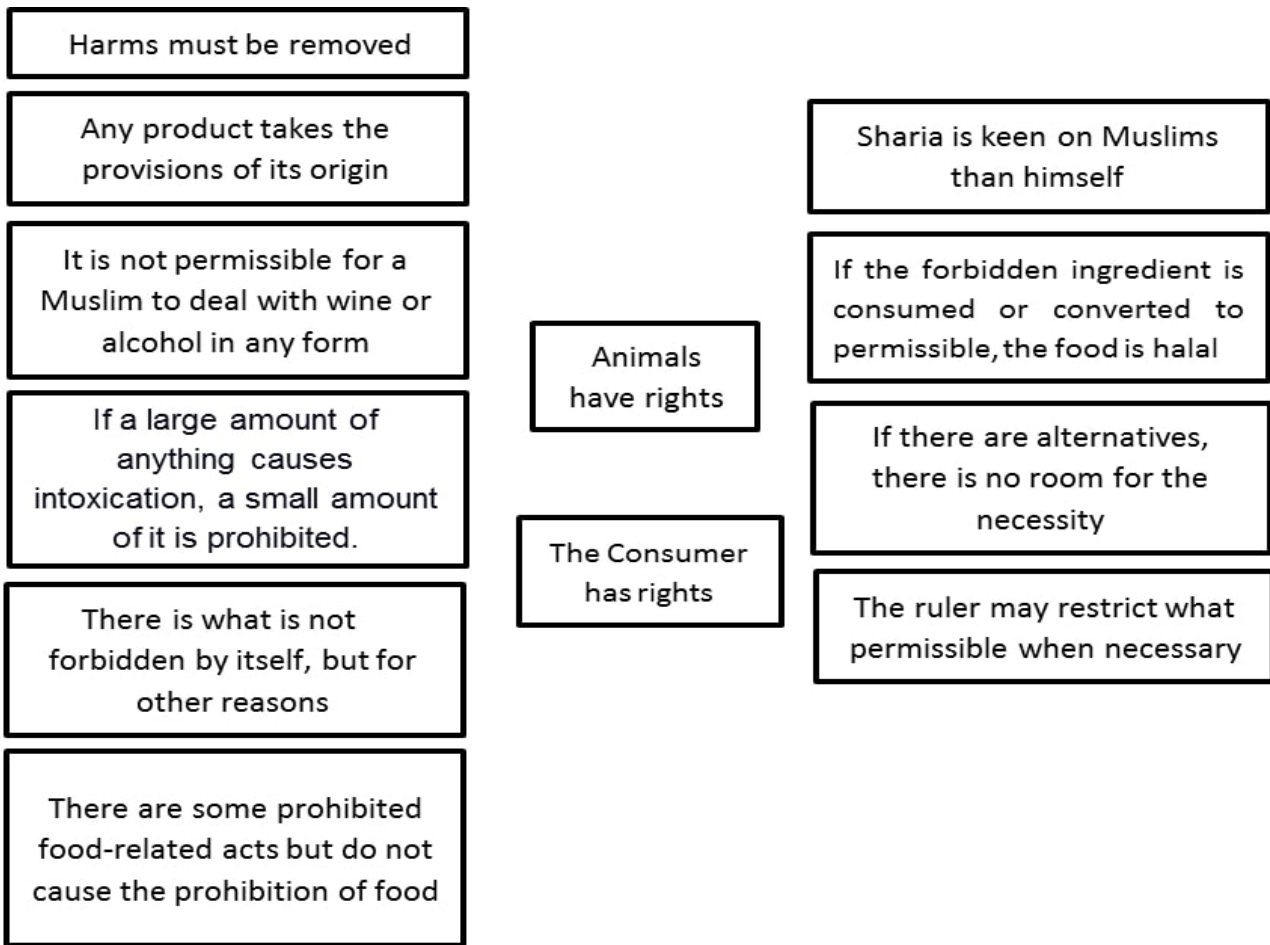 Harms must be removed
Any product takes the
provisions of its origin
It is not permissible for a
Muslim to deal with wine or
alcohol in any form
If a large amount of
anything causes
intoxication, a small amount
of it is prohibited.
There is what is not
forbidden by itself, but for
other reasons
There are some prohibited
food-related acts but do not
cause the prohibition of food
Animals
have rights
The Consumer
has rights
Sharia is keen on Muslims
than himself
If the forbidden ingredient is
consumed or converted to
permissible, the food is halal
If there are alternatives,
there is no room for the
necessity
The ruler may restrict what
permissible when necessary